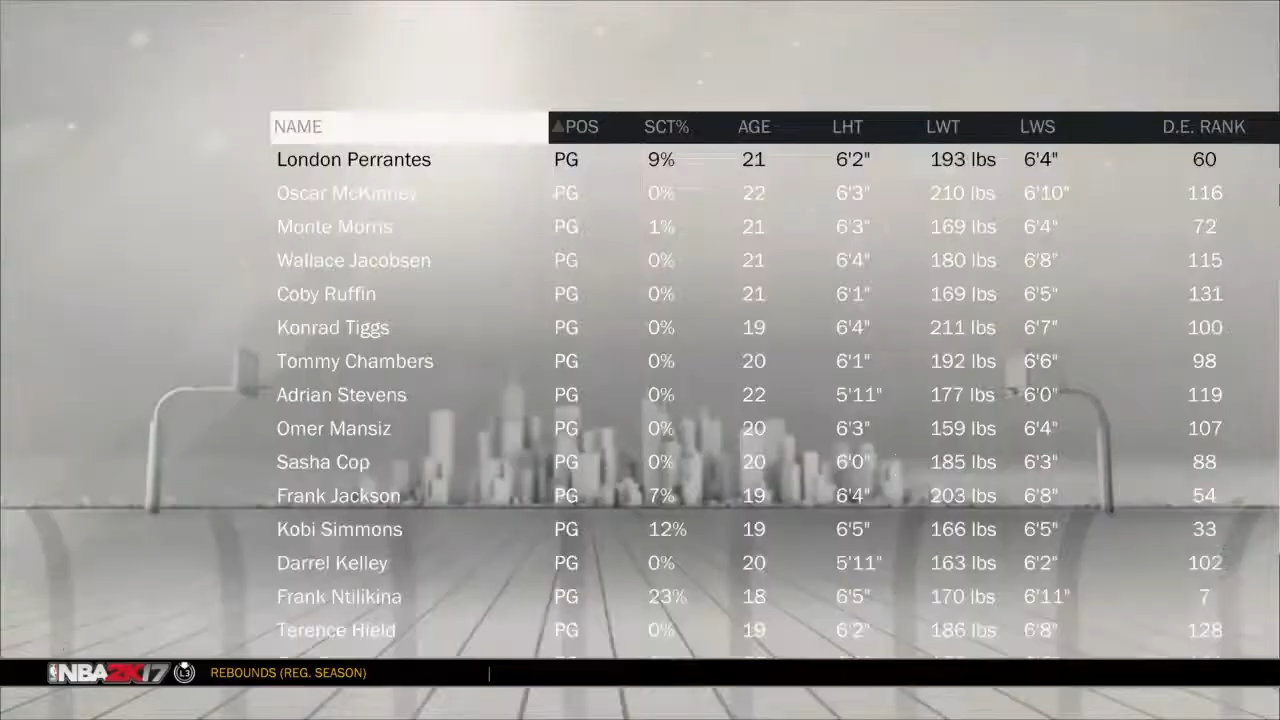 NAME ▲POS SCT% AGE LHT LWT LWS D.E. RANK
London Perrantes PG 9% 21 6'2" 193 lbs 6'4" 60
Oscar McKinney PG 0% 22 6'3" 210 lbs 6'10" 116
Monte Morris PG 1% 21 6'3" 169 lbs 6'4" 72
Wallace Jacobsen PG 0% 21 6'4" 180 lbs 6'8" 115
Coby Ruffin PG 0% 21 6'1" 169 lbs 6'5" 131
Konrad Tiggs PG 0% 19 6'4" 211 lbs 6'7" 100
Tommy Chambers PG 0% 20 6'1" 192 lbs 6'6" 98
Adrian Stevens PG 0% 22 5'11" 177 lbs 6'0" 119
Omer Mansiz PG 0% 20 6'3" 159 lbs 6'4" 107
Sasha Cop PG 0% 20 6'0" 185 lbs 6'3" 88
Frank Jackson PG 7% 19 6'4" 203 lbs 6'8" 54
Kobi Simmons PG 12% 19 6'5" 166 lbs 6'5" 33
Darrel Kelley PG 0% 20 5'11" 163 lbs 6'2" 102
Frank Ntilikina PG 23% 18 6'5" 170 lbs 6'11" 7
Terence Hield PG 0% 19 6'2" 186 lbs 6'8" 128
NBA2K17 L3 REBOUNDS (REG. SEASON)